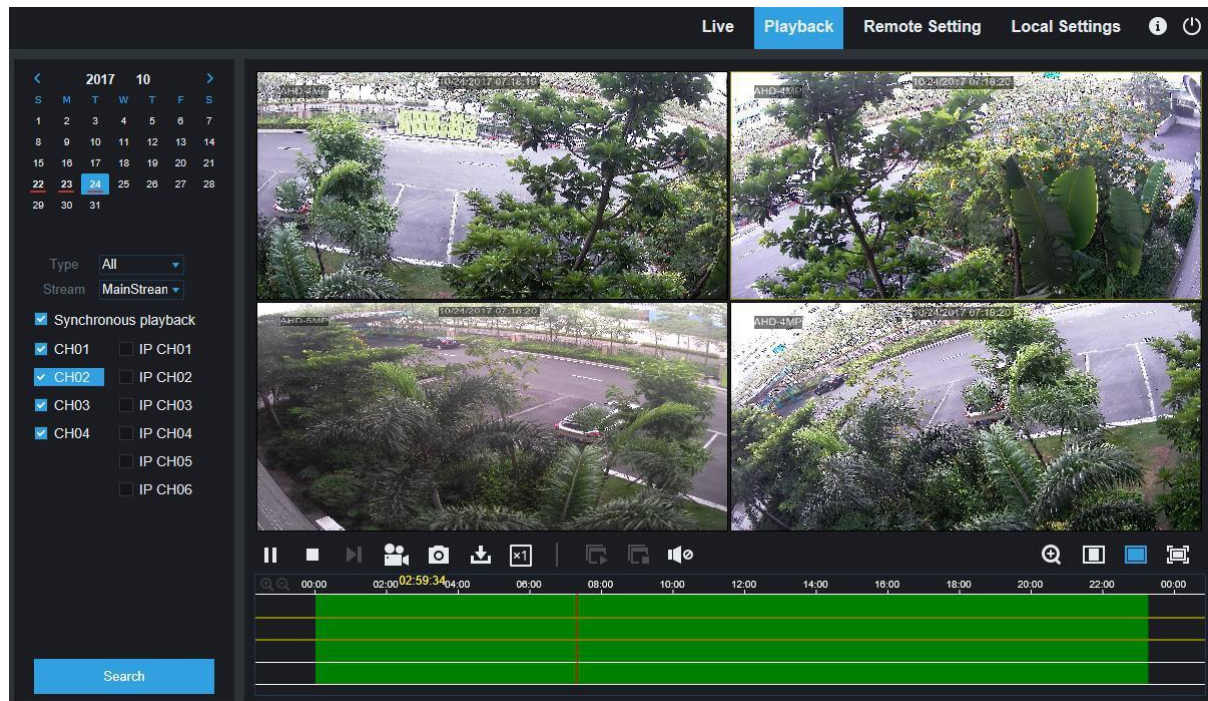 Live Playback Remote Setting Local Settings
2017 10
S M T W T F S
1 2 3 4 5 6 7
8 9 10 11 12 13 14
15 16 17 18 19 20 21
22 23 24 25 26 27 28
29 30 31
Type All
Stream MainStrean
Synchronous playback
CH01 IP CH01
CH02 IP CH02
CH03 IP CH03
CH04 IP CH04
IP CH05
IP CH06
Search
AHD-4MP 10/24/2017 07:18:19
AHD-4MP 10/24/2017 07:18:20
AHD-5MP 10/24/2017 07:18:20
AHD-4MP 10/24/2017 07:18:20
×1
00:00 02:00 02:59:34 04:00 06:00 08:00 10:00 12:00 14:00 16:00 18:00 20:00 22:00 00:00